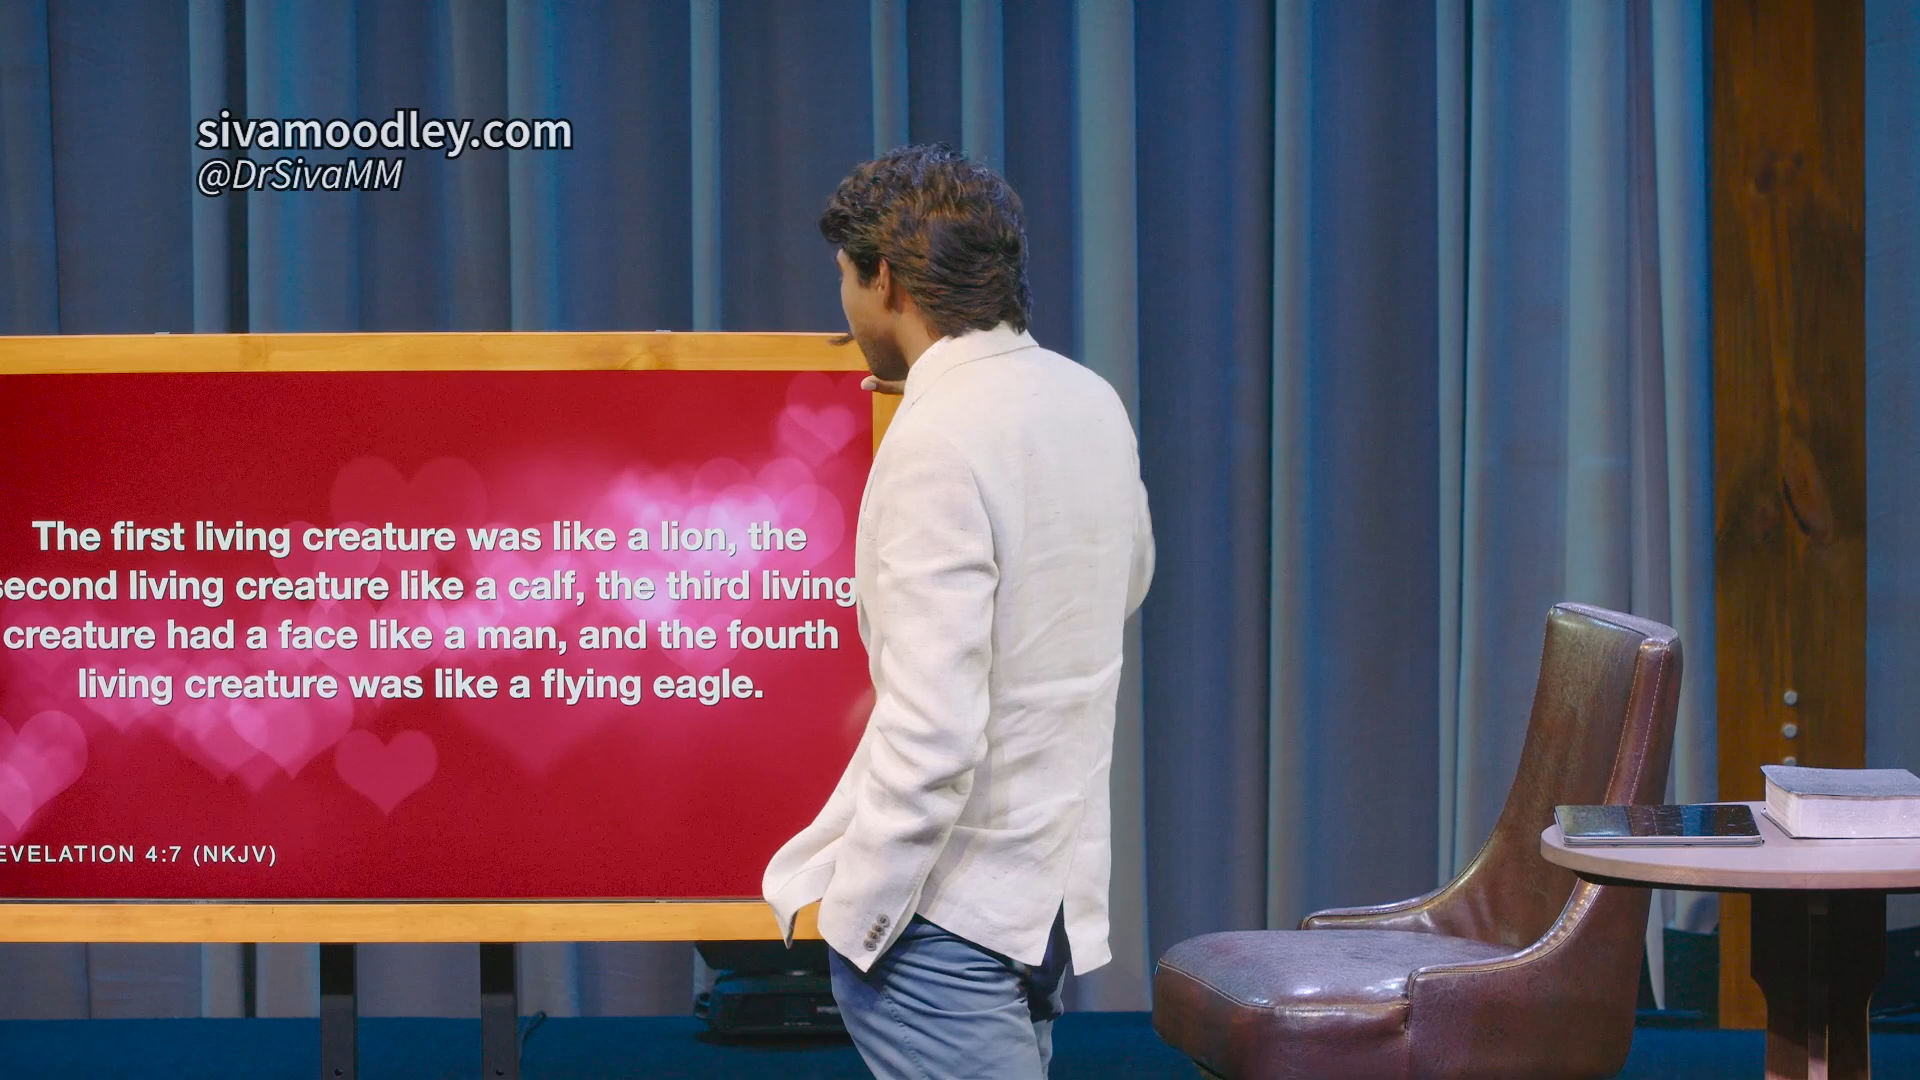 sivamoodley.com
@DrSivaMM
The first living creature was like a lion, the
second living creature like a calf, the third living
creature had a face like a man, and the fourth
living creature was like a flying eagle.
EVELATION 4:7 (NKJV)